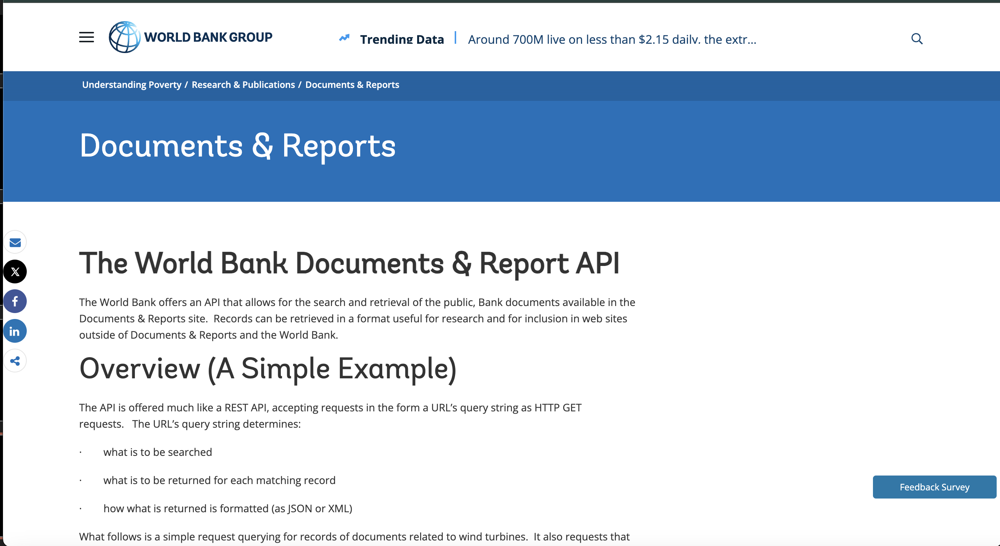 WORLD BANK GROUP
Trending Data
Around 700M live on less than $2.15 daily, the extr...
Understanding Poverty / Research & Publications / Documents & Reports
Documents & Reports
The World Bank Documents & Report API
The World Bank offers an API that allows for the search and retrieval of the public, Bank documents available in the
Documents & Reports site.  Records can be retrieved in a format useful for research and for inclusion in web sites
outside of Documents & Reports and the World Bank.
Overview (A Simple Example)
The API is offered much like a REST API, accepting requests in the form a URL’s query string as HTTP GET
requests.   The URL’s query string determines:
·       what is to be searched
·       what is to be returned for each matching record
·       how what is returned is formatted (as JSON or XML)
What follows is a simple request querying for records of documents related to wind turbines.  It also requests that
Feedback Survey